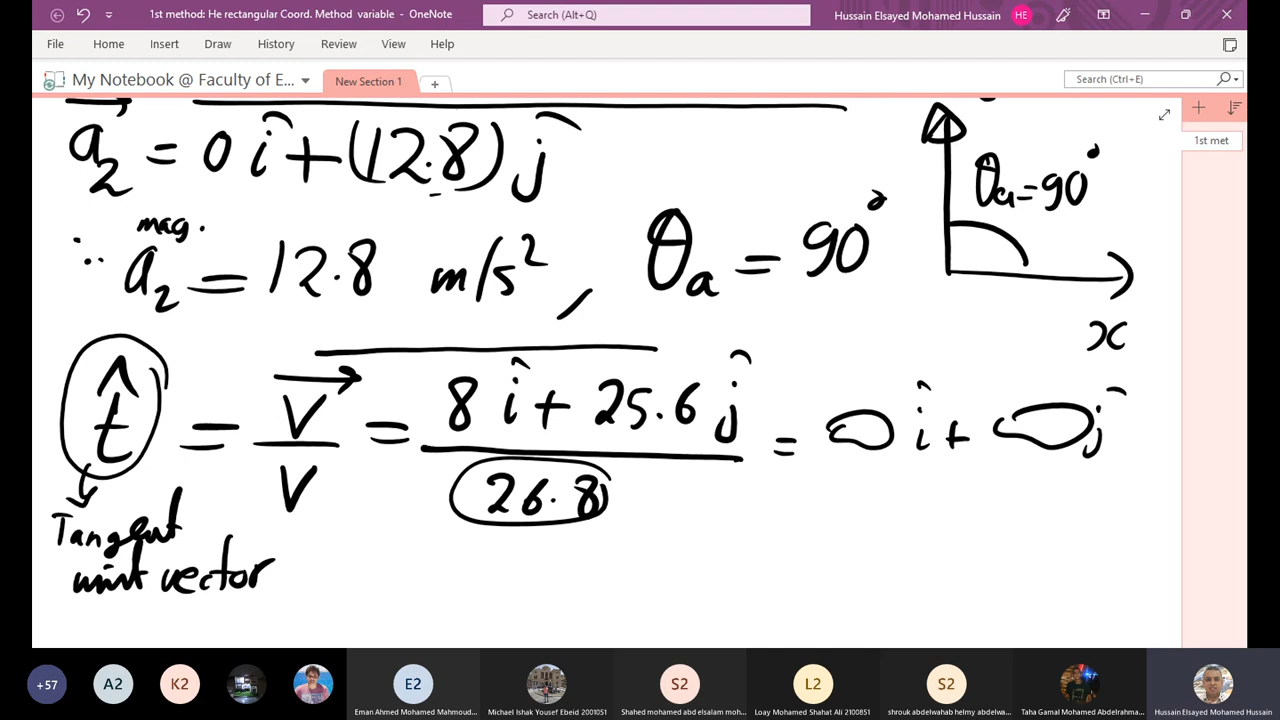 1st method: He rectangular Coord. Method variable - OneNote
Search (Alt+Q)
Hussain Elsayed Mohamed Hussain
HE
File Home Insert Draw History Review View Help
My Notebook @ Faculty of E...
New Section 1
Search (Ctrl+E)
1st met
a₂ = 0 î + (12.8) ĵ
θa = 90°
mag.
∴ a₂ = 12.8 m/s² , θa = 90°
x
t̂ = V/V = 8 î + 25.6 ĵ / 26.8 = î + ĵ
Tangent
unit vector
+57
A2
K2
E2
S2
L2
S2
Eman Ahmed Mohamed Mahmoud...
Michael Ishak Yousef Ebeid 2001051
Shahed mohamed abd elsalam moh...
Loay Mohamed Shahat Ali 2100851
shrouk abdelwahab helmy abdelwa...
Taha Gamal Mohamed Abdelrahma...
Hussain Elsayed Mohamed Hussain